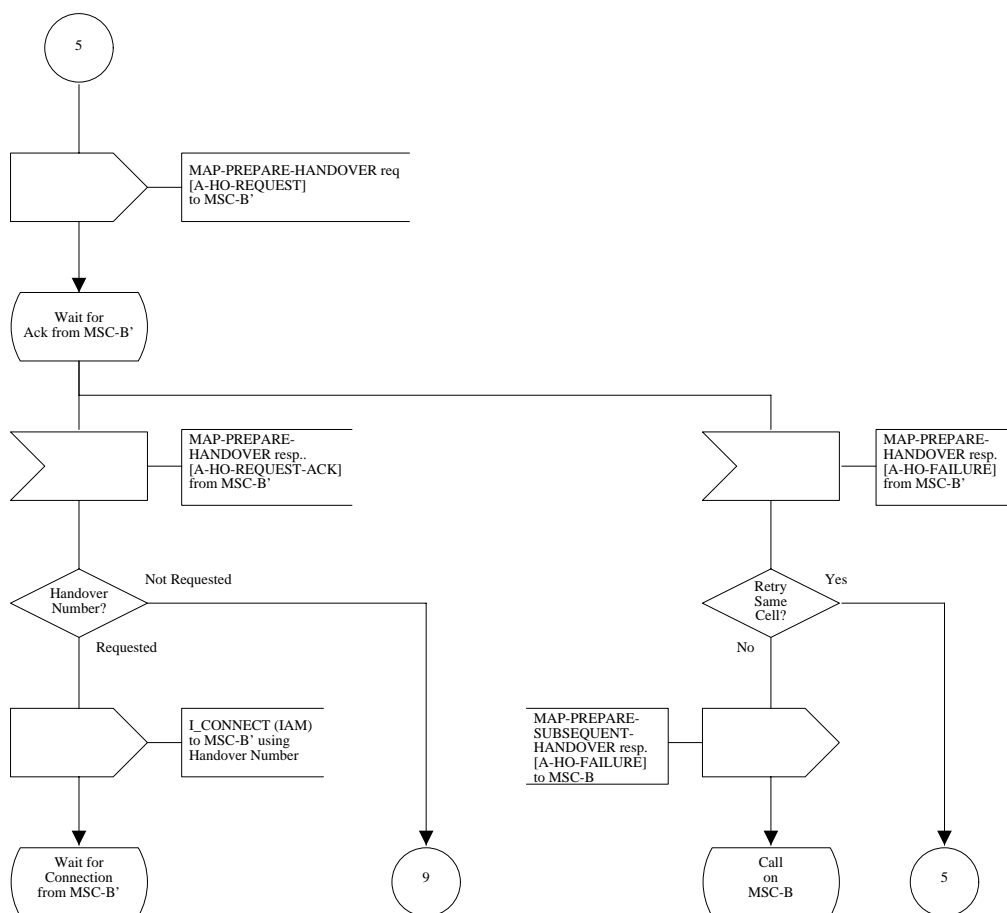 5
MAP-PREPARE-HANDOVER req
[A-HO-REQUEST]
to MSC-B’
Wait for
Ack from MSC-B’
MAP-PREPARE-
HANDOVER resp..
[A-HO-REQUEST-ACK]
from MSC-B’
MAP-PREPARE-
HANDOVER resp.
[A-HO-FAILURE]
from MSC-B’
Handover
Number?
Not Requested
Requested
Retry
Same
Cell?
Yes
No
I_CONNECT (IAM)
to MSC-B’ using
Handover Number
MAP-PREPARE-
SUBSEQUENT-
HANDOVER resp.
[A-HO-FAILURE]
to MSC-B
Wait for
Connection
from MSC-B’
9
Call
on
MSC-B
5